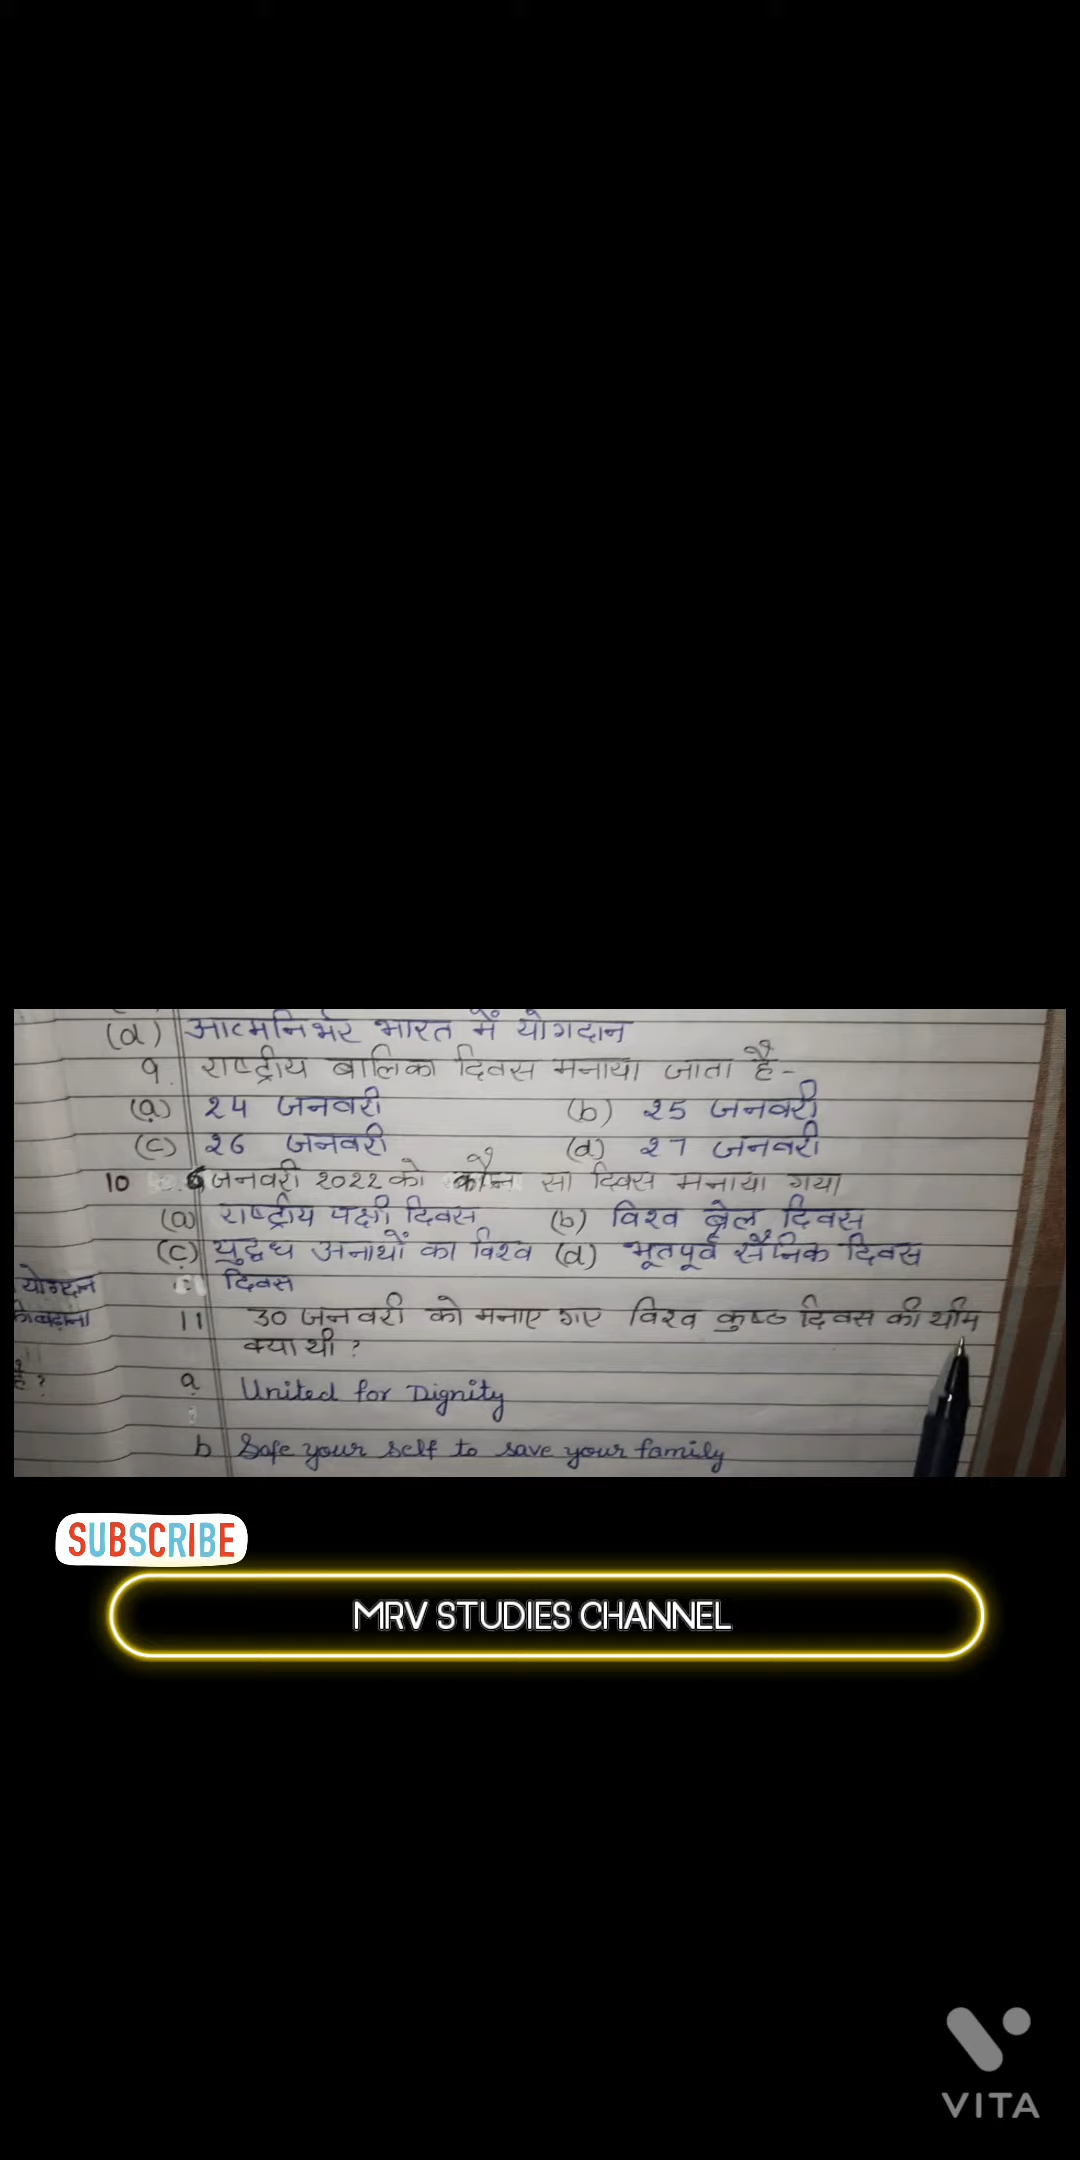 (d) आत्मनिर्भर भारत में योगदान
9. राष्ट्रीय बालिका दिवस मनाया जाता है-
(a) 24 जनवरी (b) 25 जनवरी
(c) 26 जनवरी (d) 27 जनवरी
10 6 जनवरी 2022 को कौन सा दिवस मनाया गया
(a) राष्ट्रीय पक्षी दिवस (b) विश्व ब्रेल दिवस
(c) युद्धध अनाथों का विश्व (d) भूतपूर्व सैनिक दिवस
योगदान दिवस
11 30 जनवरी को मनाए गए विश्व कुष्ठ दिवस की थीम
क्या थी ?
है ?
a United for Dignity
b Safe your self to save your family
SUBSCRIBE
MRV STUDIES CHANNEL
VITA